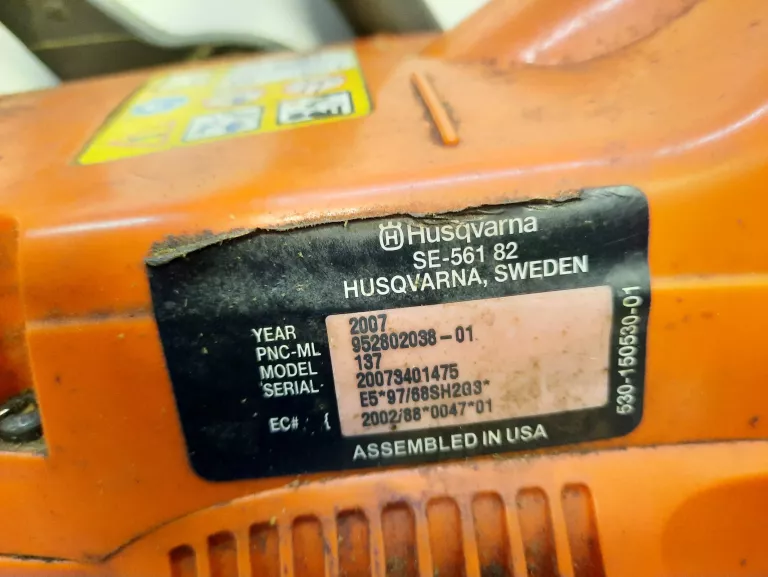 Husqvarna
SE-561 82
HUSQVARNA, SWEDEN
YEAR 2007
PNC-ML 952802038-01
MODEL 137
SERIAL 20073401475
EC# { E5*97/68SH2G3*
2002/88*0047*01
ASSEMBLED IN USA
530-150530-01